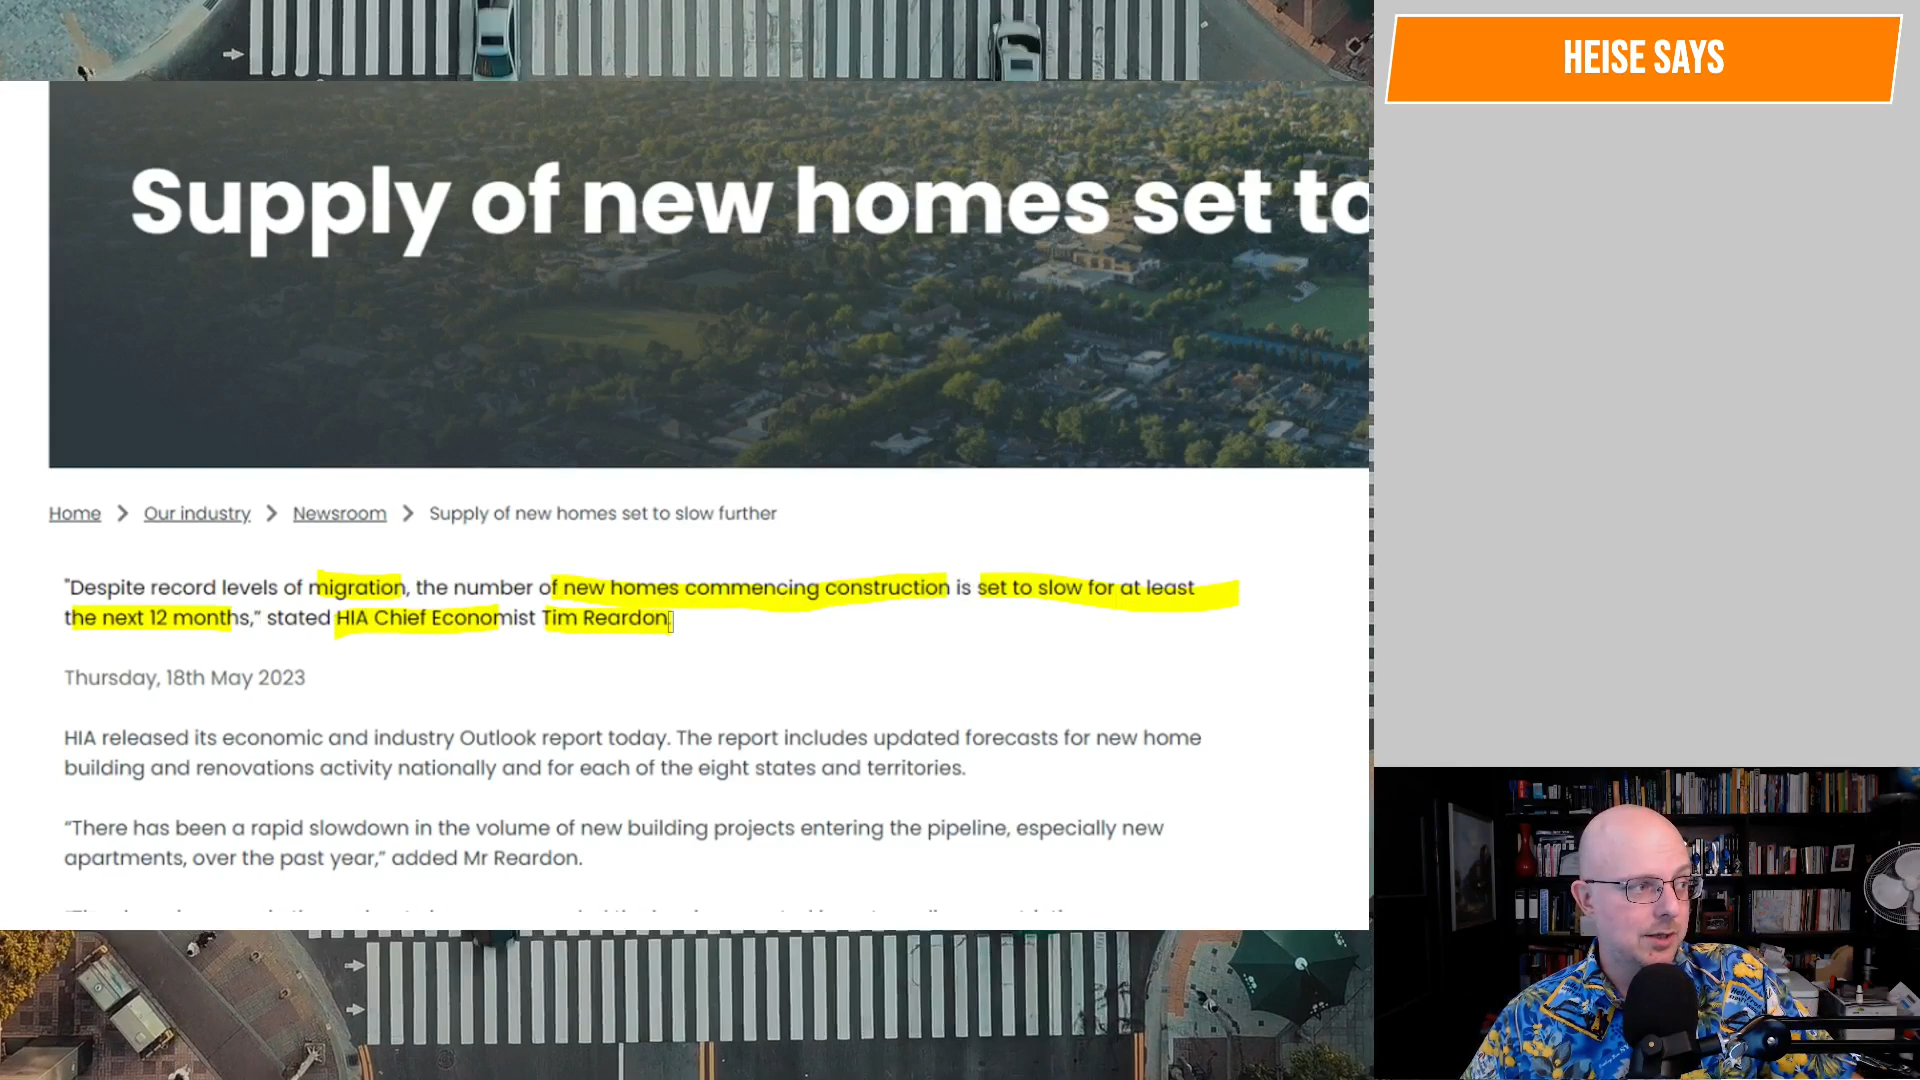 HEISE SAYS
Supply of new homes set to
Home > Our industry > Newsroom > Supply of new homes set to slow further
"Despite record levels of migration, the number of new homes commencing construction is set to slow for at least
the next 12 months,” stated HIA Chief Economist Tim Reardon.
Thursday, 18th May 2023
HIA released its economic and industry Outlook report today. The report includes updated forecasts for new home
building and renovations activity nationally and for each of the eight states and territories.
“There has been a rapid slowdown in the volume of new building projects entering the pipeline, especially new
apartments, over the past year,” added Mr Reardon.